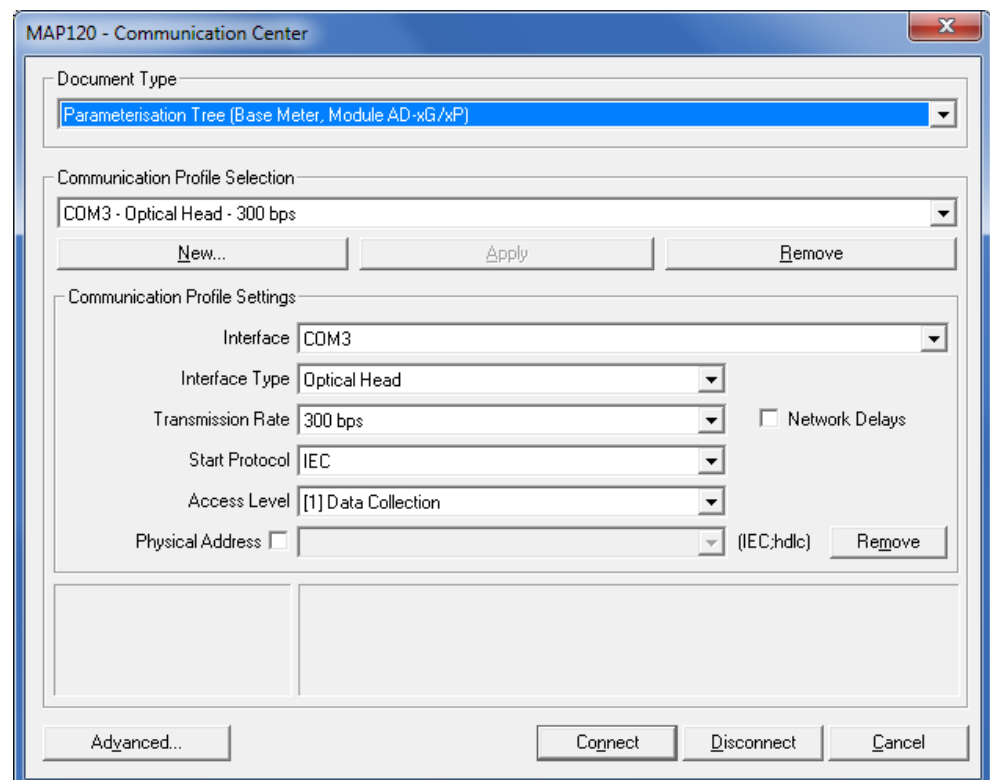 MAP120 - Communication Center
Document Type
Parameterisation Tree (Base Meter, Module AD-xG/xP)
Communication Profile Selection
COM3 - Optical Head - 300 bps
New... Apply Remove
Communication Profile Settings
Interface COM3
Interface Type Optical Head
Transmission Rate 300 bps Network Delays
Start Protocol IEC
Access Level [1] Data Collection
Physical Address (IEC;hdlc) Remove
Advanced... Connect Disconnect Cancel